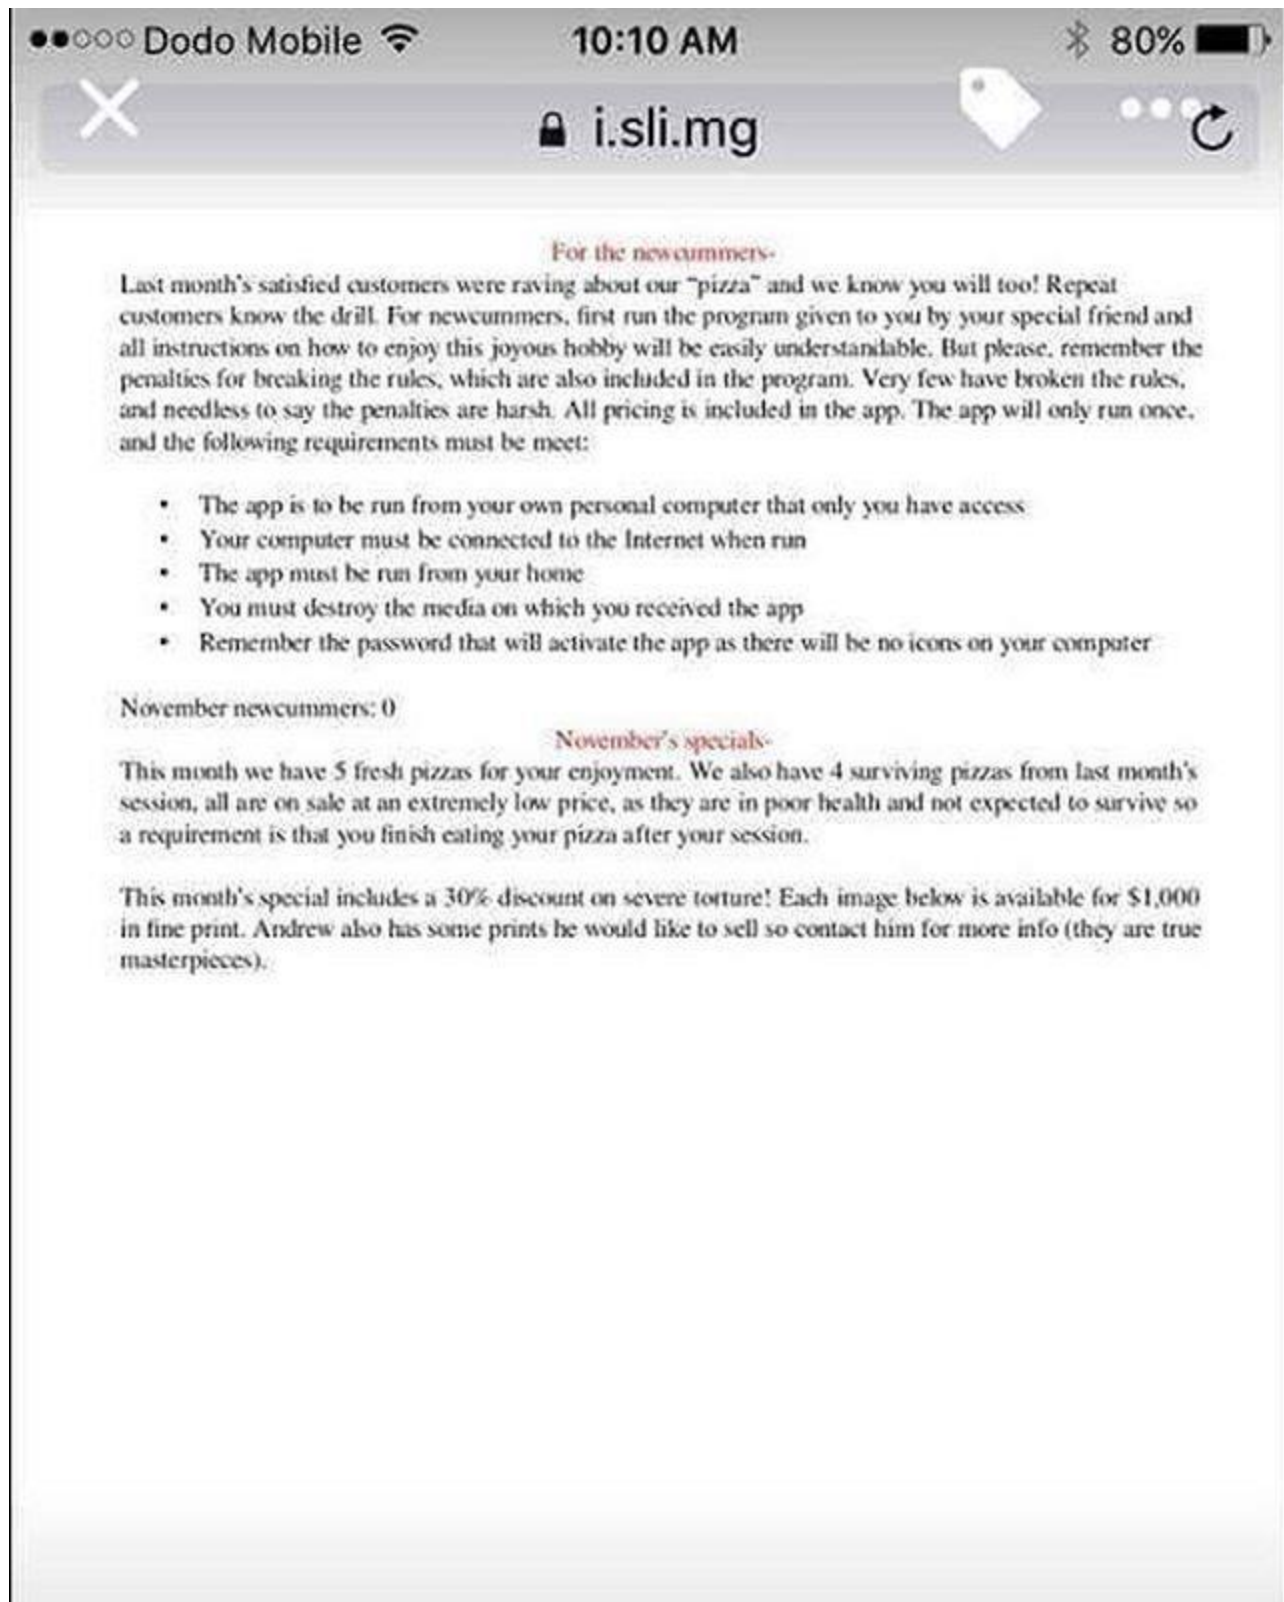 Dodo Mobile 10:10 AM 80%
i.sli.mg
For the newcummers-
Last month's satisfied customers were raving about our "pizza" and we know you will too! Repeat
customers know the drill. For newcummers, first run the program given to you by your special friend and
all instructions on how to enjoy this joyous hobby will be easily understandable. But please, remember the
penalties for breaking the rules, which are also included in the program. Very few have broken the rules,
and needless to say the penalties are harsh. All pricing is included in the app. The app will only run once,
and the following requirements must be meet:
• The app is to be run from your own personal computer that only you have access
• Your computer must be connected to the Internet when run
• The app must be run from your home
• You must destroy the media on which you received the app
• Remember the password that will activate the app as there will be no icons on your computer
November newcummers: 0
November's specials-
This month we have 5 fresh pizzas for your enjoyment. We also have 4 surviving pizzas from last month's
session, all are on sale at an extremely low price, as they are in poor health and not expected to survive so
a requirement is that you finish eating your pizza after your session.
This month's special includes a 30% discount on severe torture! Each image below is available for $1,000
in fine print. Andrew also has some prints he would like to sell so contact him for more info (they are true
masterpieces).